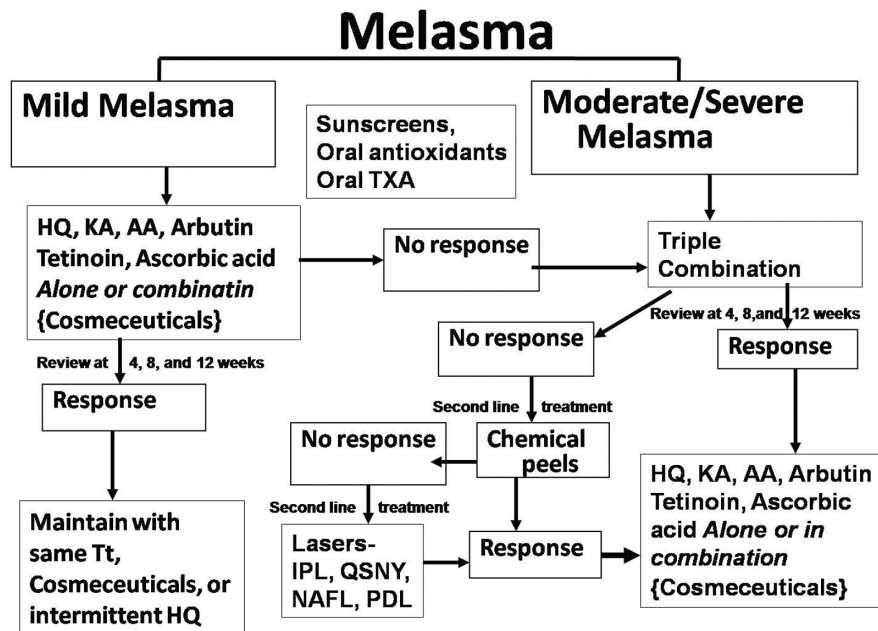 Melasma
Mild Melasma
Sunscreens,
Oral antioxidants
Oral TXA
Moderate/Severe
Melasma
HQ, KA, AA, Arbutin
Tetinoin, Ascorbic acid
Alone or combinatin
{Cosmeceuticals}
No response
Triple
Combination
Review at 4, 8, and 12 weeks
Response
Review at 4, 8,and 12 weeks
No response
Response
Second line treatment
No response
Chemical
peels
Second line treatment
Maintain with
same Tt,
Cosmeceuticals, or
intermittent HQ
Lasers-
IPL, QSNY,
NAFL, PDL
Response
HQ, KA, AA, Arbutin
Tetinoin, Ascorbic
acid Alone or in
combination
{Cosmeceuticals}